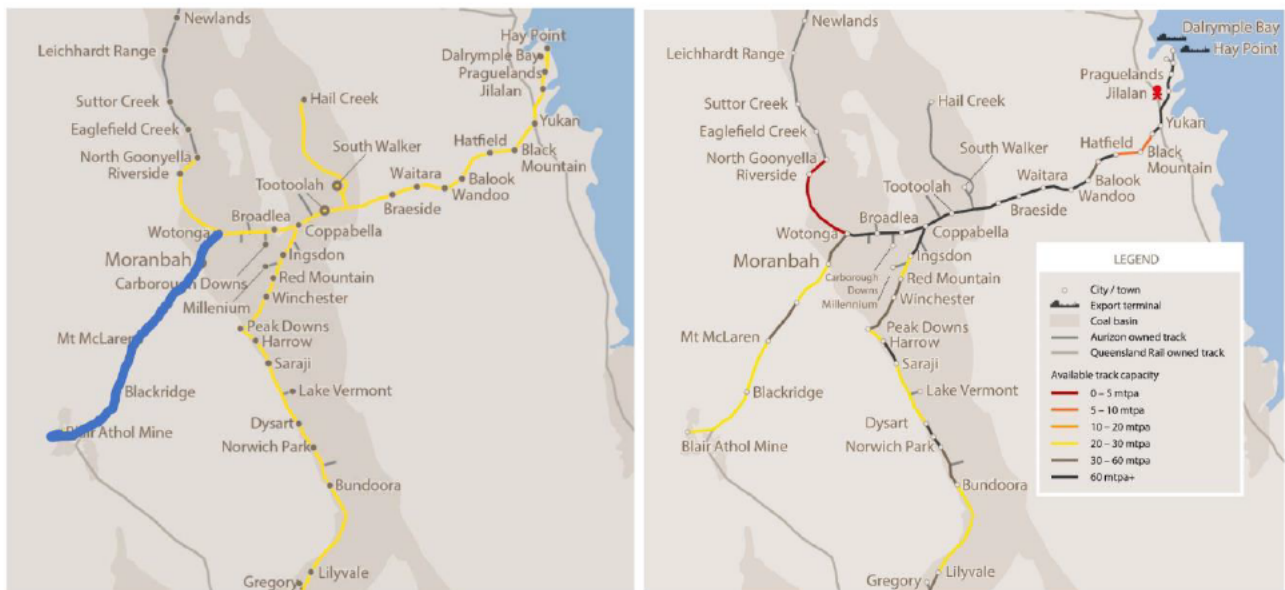 Newlands
Leichhardt Range
Suttor Creek
Eaglefield Creek
North Goonyella
Riverside
Hail Creek
South Walker
Tootoolah
Hay Point
Dalrymple Bay
Praguelands
Jilalan
Yukan
Hatfield
Black
Mountain
Waitara
Balook
Wandoo
Braeside
Broadlea
Wotonga
Coppabella
Moranbah
Ingsdon
Carborough Downs
Red Mountain
Millenium
Winchester
Peak Downs
Mt McLaren
Harrow
Saraji
Blackridge
Lake Vermont
Blair Athol Mine
Dysart
Norwich Park
Bundoora
Lilyvale
Gregory
Newlands
Leichhardt Range
Suttor Creek
Eaglefield Creek
North Goonyella
Riverside
Hail Creek
South Walker
Tootoolah
Dalrymple Bay
Hay Point
Praguelands
Jilalan
Yukan
Hatfield
Black
Mountain
Waitara
Balook
Wandoo
Braeside
Broadlea
Wotonga
Coppabella
Moranbah
Ingsdon
Carborough
Downs
Red Mountain
Millennium
Winchester
Peak Downs
Mt McLaren
Harrow
Saraji
Blackridge
Lake Vermont
Blair Athol Mine
Dysart
Norwich Park
Bundoora
Lilyvale
Gregory
LEGEND
City / town
Export terminal
Coal basin
Aurizon owned track
Queensland Rail owned track
Available track capacity
0 – 5 mtpa
5 – 10 mtpa
10 – 20 mtpa
20 – 30 mtpa
30 – 60 mtpa
60 mtpa+